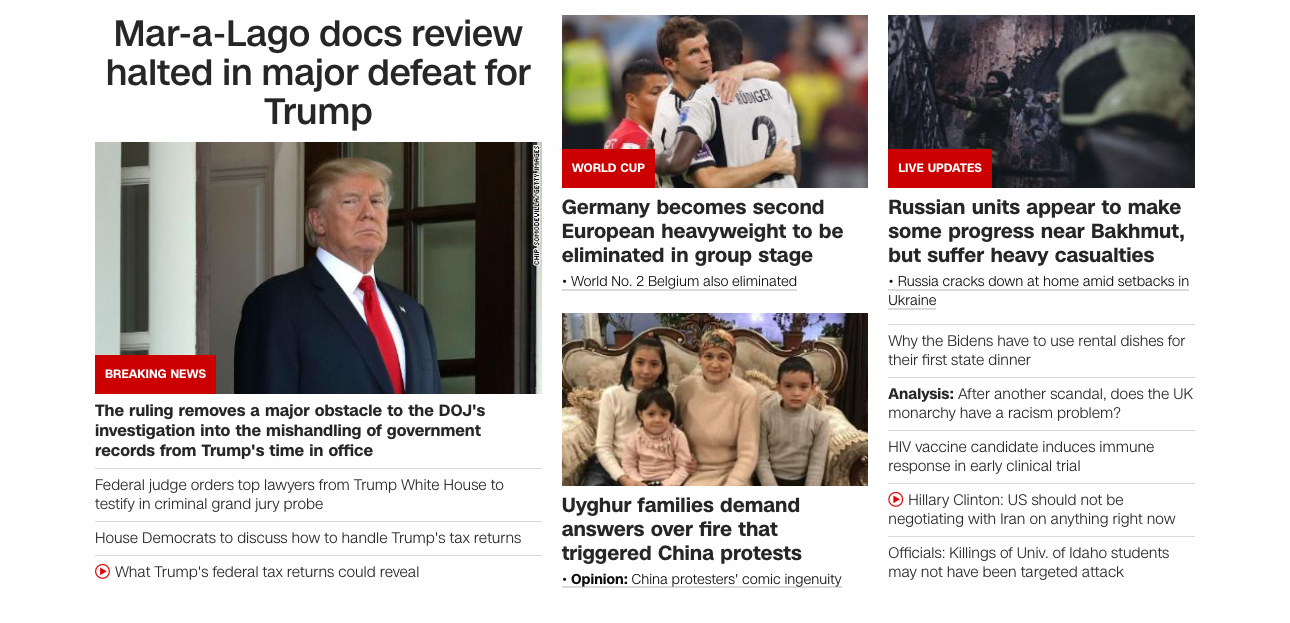 Mar-a-Lago docs review
halted in major defeat for
Trump
CHIP SOMODEVILLA/GETTY IMAGES
BREAKING NEWS
The ruling removes a major obstacle to the DOJ's
investigation into the mishandling of government
records from Trump's time in office
Federal judge orders top lawyers from Trump White House to
testify in criminal grand jury probe
House Democrats to discuss how to handle Trump's tax returns
What Trump's federal tax returns could reveal
RÜDIGER
2
WORLD CUP
Germany becomes second
European heavyweight to be
eliminated in group stage
• World No. 2 Belgium also eliminated
Uyghur families demand
answers over fire that
triggered China protests
• Opinion: China protesters' comic ingenuity
LIVE UPDATES
Russian units appear to make
some progress near Bakhmut,
but suffer heavy casualties
• Russia cracks down at home amid setbacks in
Ukraine
Why the Bidens have to use rental dishes for
their first state dinner
Analysis: After another scandal, does the UK
monarchy have a racism problem?
HIV vaccine candidate induces immune
response in early clinical trial
Hillary Clinton: US should not be
negotiating with Iran on anything right now
Officials: Killings of Univ. of Idaho students
may not have been targeted attack